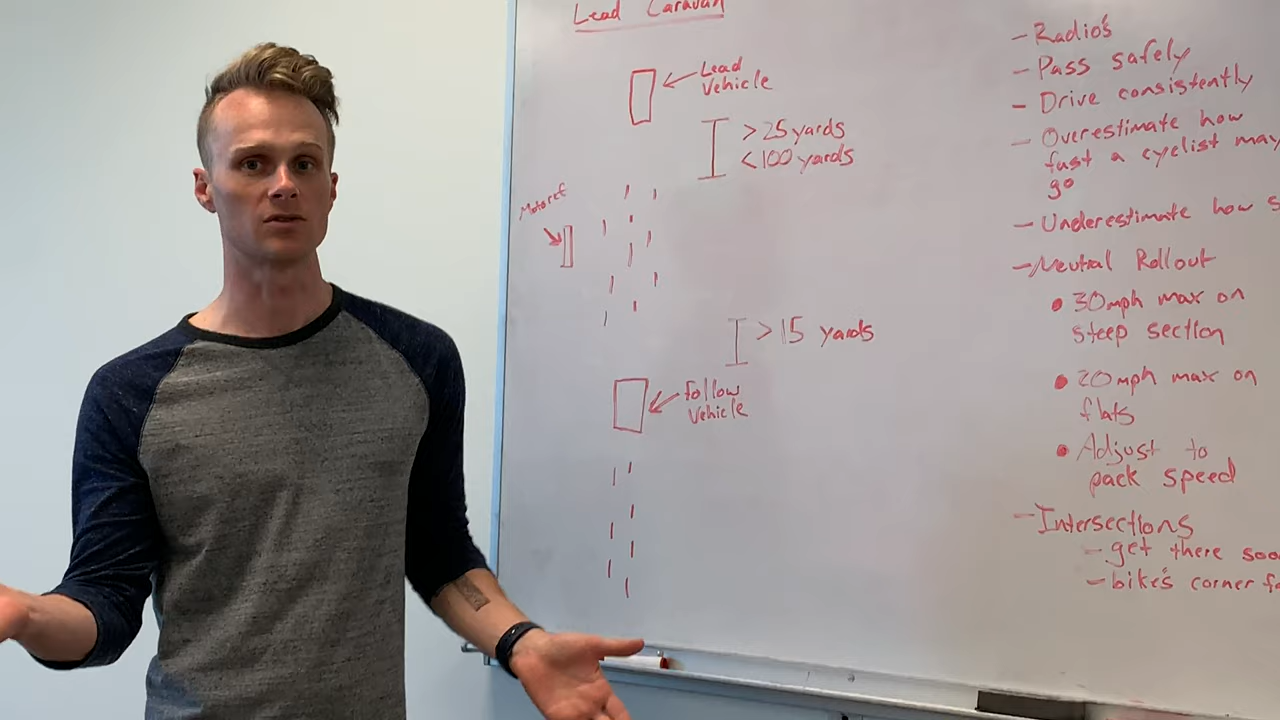 Lead Caravan
Lead
Vehicle
> 25 yards
< 100 yards
Motoref
> 15 yards
Follow
Vehicle
- Radio's
- Pass safely
- Drive consistently
- Overestimate how
fast a cyclist may
go
- Underestimate how
- Neutral Rollout
• 30mph max on
steep section
• 20mph max on
flats
• Adjust to
pack speed
- Intersections
- get there
- bike's corner